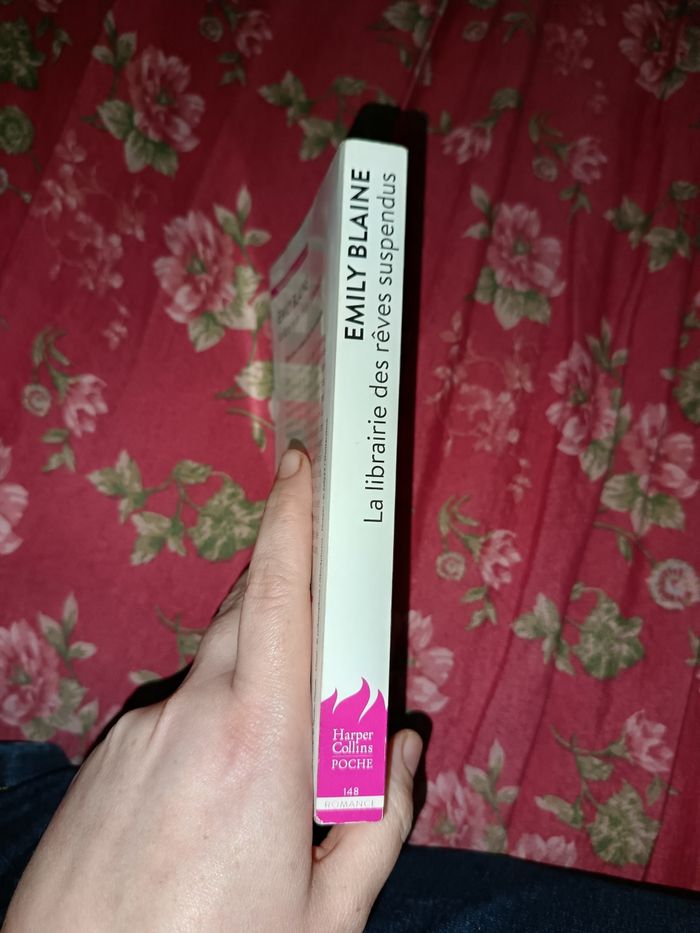 EMILY BLAINE
La librairie des rêves suspendus
Harper
Collins
POCHE
148
ROMANCE